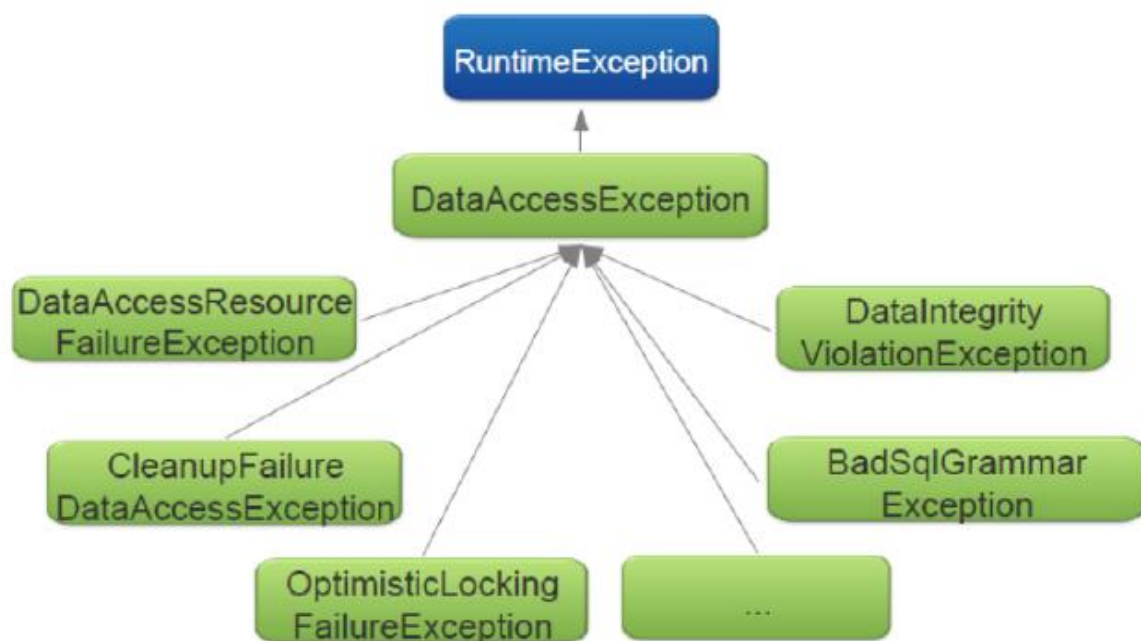 RuntimeException
DataAccessException
DataAccessResource
FailureException
DataIntegrity
ViolationException
CleanupFailure
DataAccessException
BadSqlGrammar
Exception
OptimisticLocking
FailureException
...